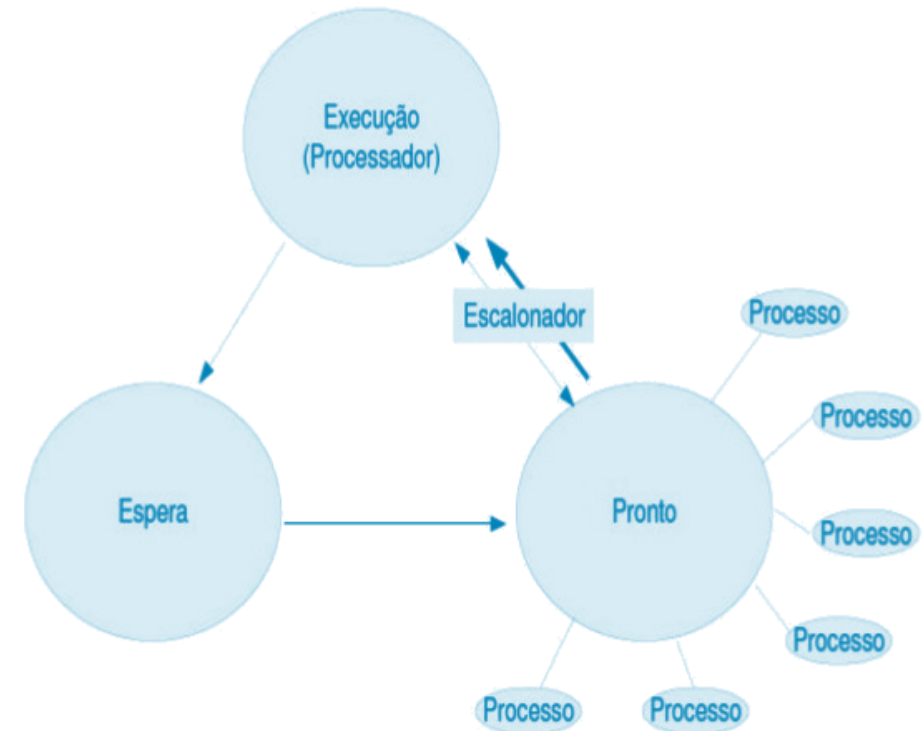 Execução
(Processador)
Escalonador
Processo
Processo
Espera
Pronto
Processo
Processo
Processo
Processo